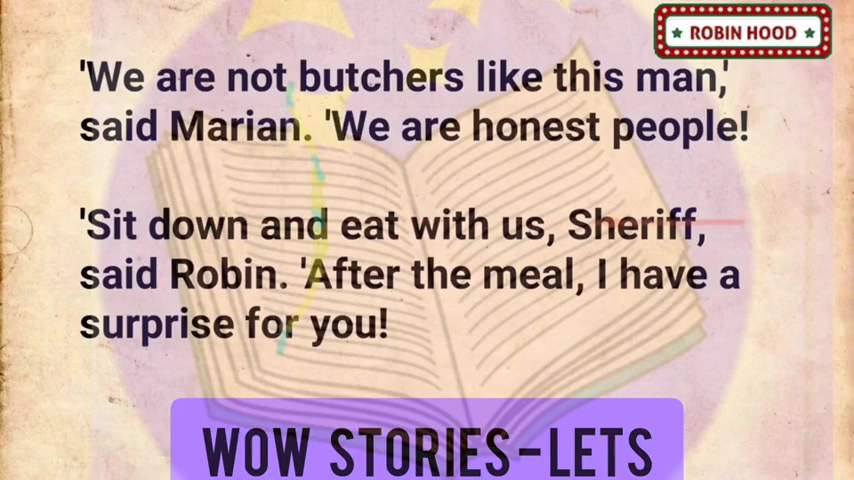 ROBIN HOOD
'We are not butchers like this man,'
said Marian. 'We are honest people!
'Sit down and eat with us, Sheriff,
said Robin. 'After the meal, I have a
surprise for you!
WOW STORIES-LETS